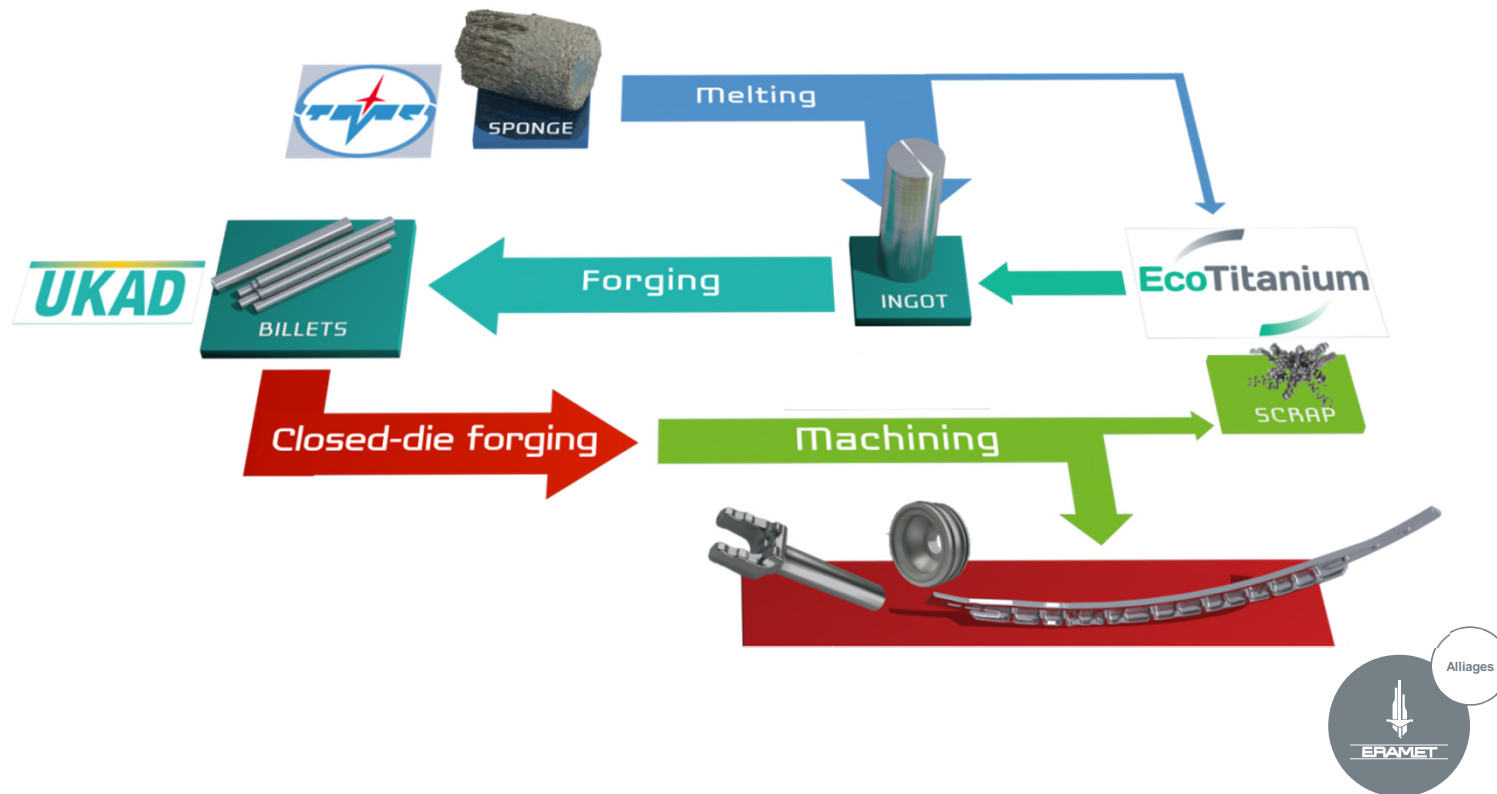 Melting
SPONGE
UKAD
BILLETS
Forging
INGOT
EcoTitanium
Closed-die forging
Machining
SCRAP
Alliages
ERAMET